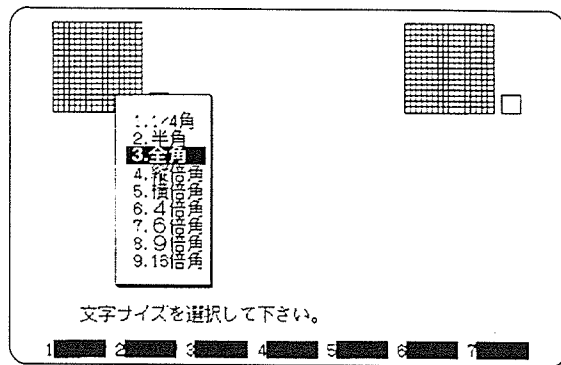 1.1/4角
2.半角
3.全角
4.縦倍角
5.横倍角
6.4倍角
7.6倍角
8.9倍角
9.16倍角
文字サイズを選択して下さい。
1 2 3 4 5 6 7